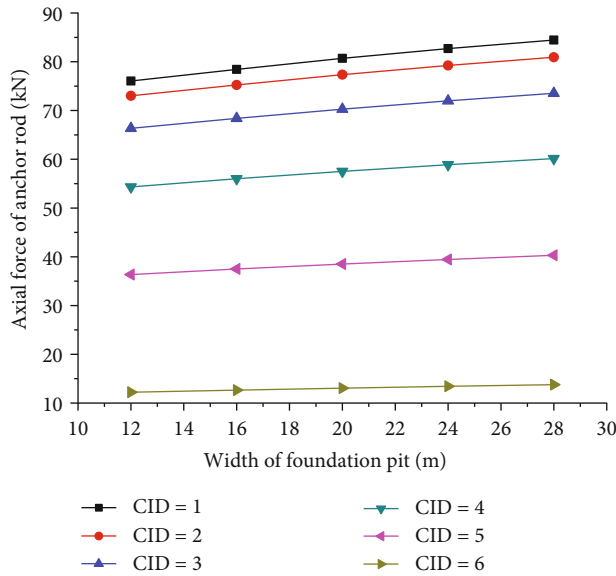 90
80
70
60
50
40
30
20
10
Axial force of anchor rod (kN)
10 12 14 16 18 20 22 24 26 28 30
Width of foundation pit (m)
CID = 1
CID = 2
CID = 3
CID = 4
CID = 5
CID = 6